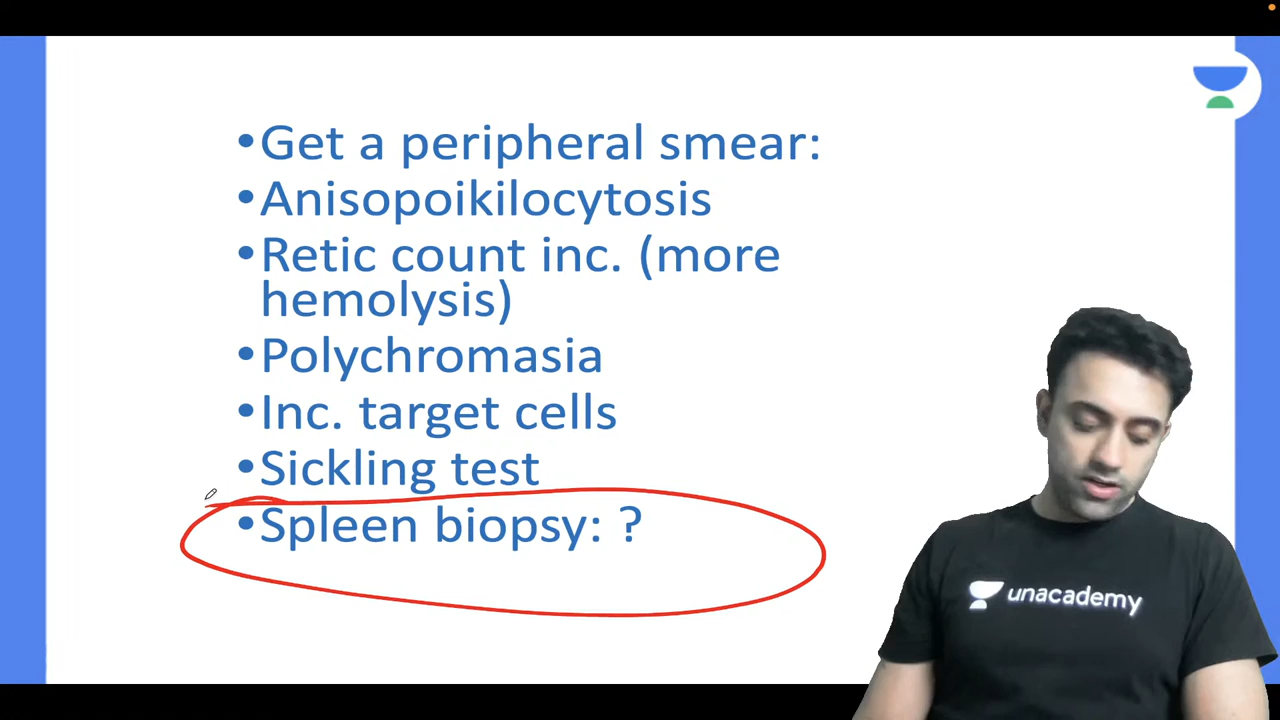 •Get a peripheral smear:
•Anisopoikilocytosis
•Retic count inc. (more
hemolysis)
•Polychromasia
•Inc. target cells
•Sickling test
•Spleen biopsy: ?
unacademy